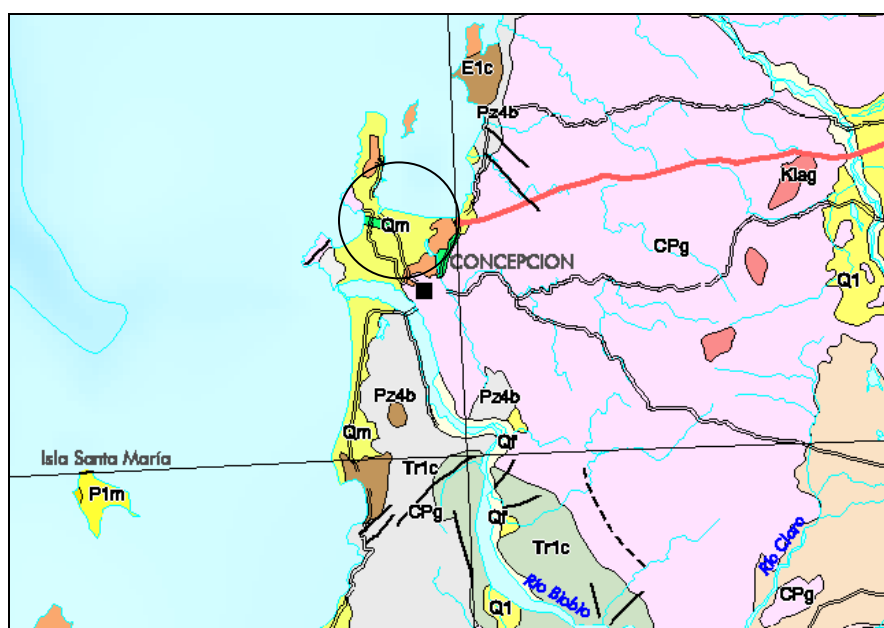 E1c
Pz4b
Klag
Qm
CPg
CONCEPCION
Q1
Pz4b
Pz4b
Qm
Qf
Isla Santa María
Tr1c
P1m
CPg
Qf
Tr1c
Río Claro
Río Biobío
CPg
Q1